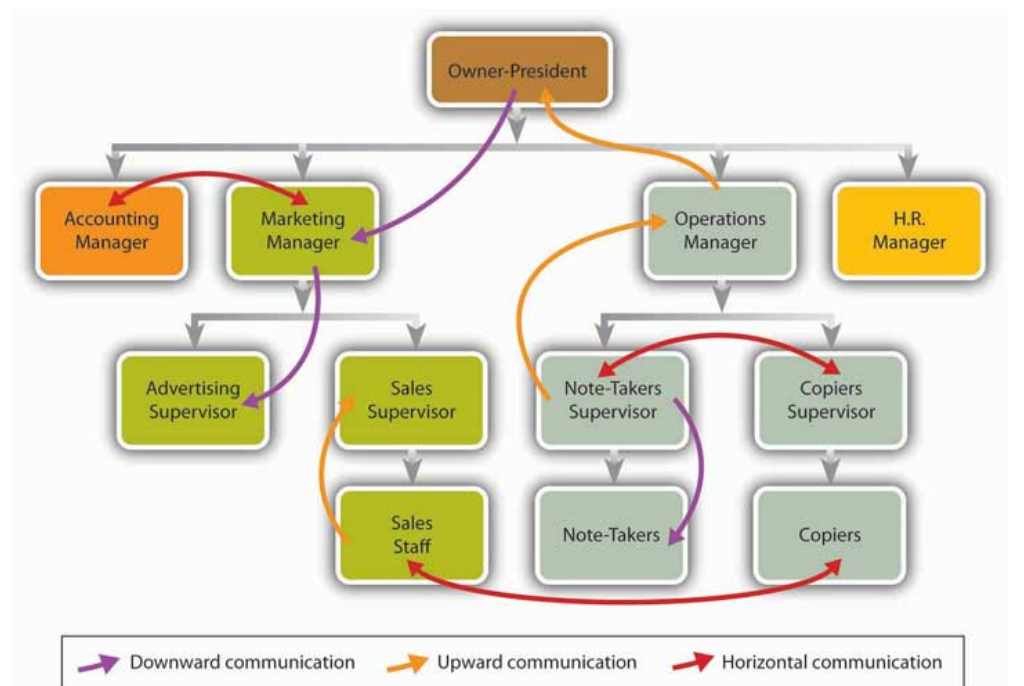 Owner-President
Accounting
Manager
Marketing
Manager
Operations
Manager
H.R.
Manager
Advertising
Supervisor
Sales
Supervisor
Note-Takers
Supervisor
Copiers
Supervisor
Sales
Staff
Note-Takers
Copiers
Downward communication
Upward communication
Horizontal communication